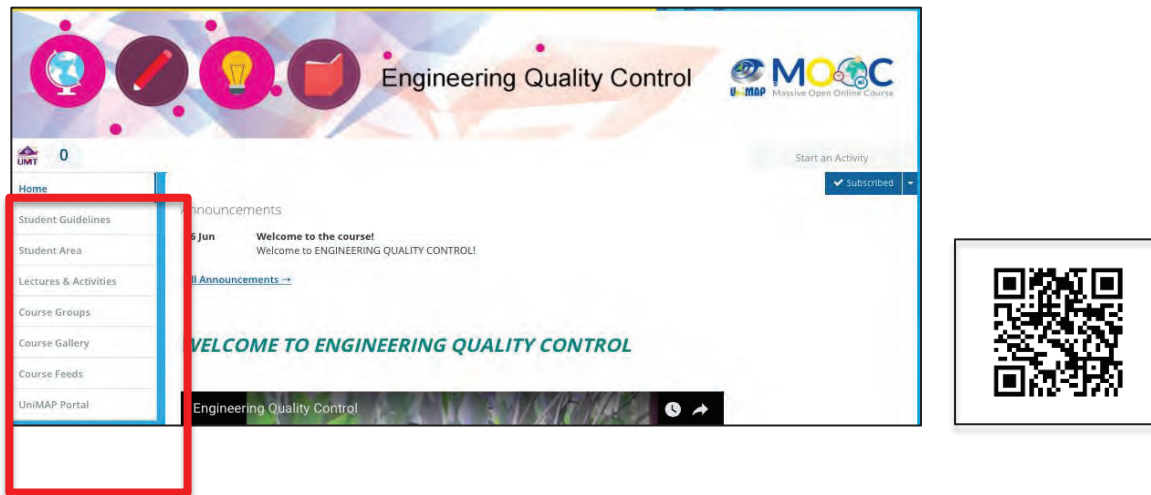 Engineering Quality Control
UniMAP
MOOC
Massive Open Online Course
UMT
0
Start an Activity
Home
Subscribed
Student Guidelines
Student Area
Lectures & Activities
Course Groups
Course Gallery
Course Feeds
UniMAP Portal
nnouncements
6 Jun Welcome to the course!
Welcome to ENGINEERING QUALITY CONTROL!
ll Announcements →
WELCOME TO ENGINEERING QUALITY CONTROL
Engineering Quality Control